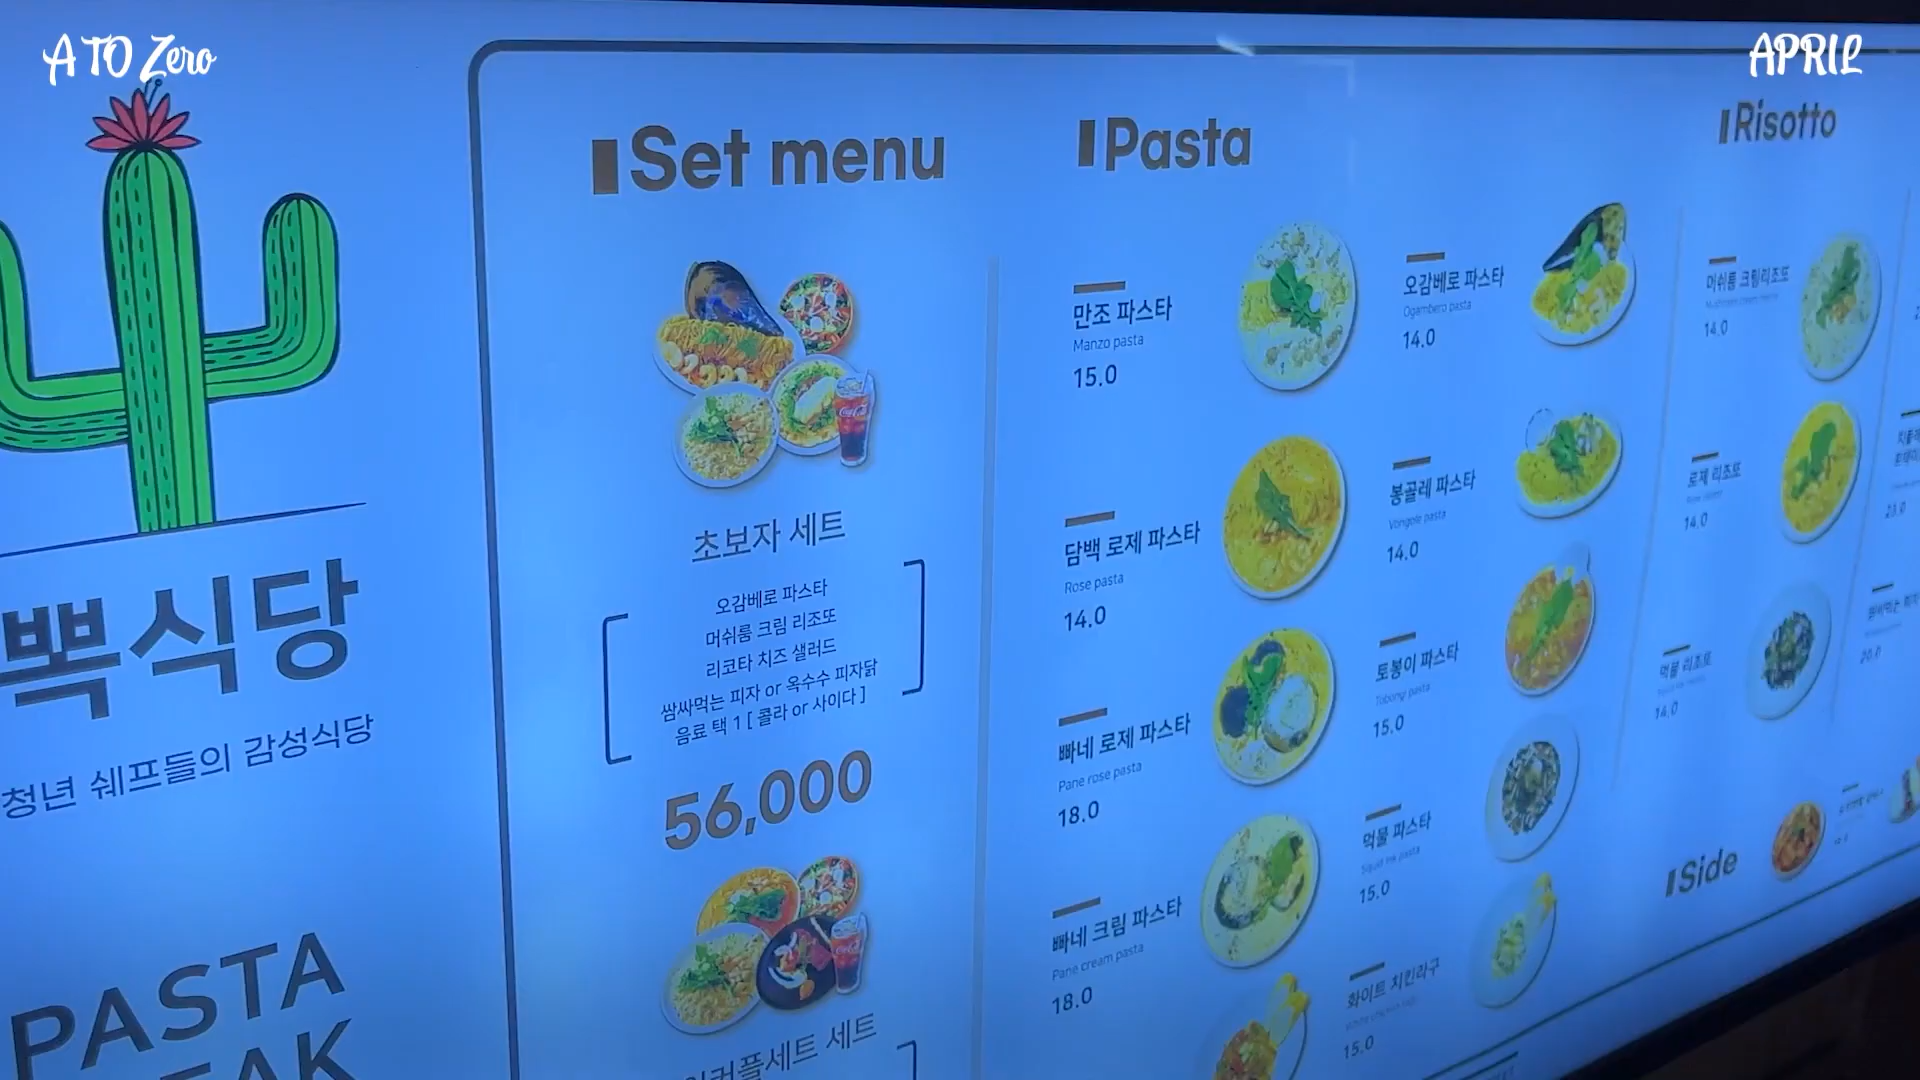 A TO Zero
APRIL
뽁식당
청년 쉐프들의 감성식당
PASTA
Set menu
초보자 세트
오감베로 파스타
머쉬룸 크림 리조또
리코타 치즈 샐러드
쌈싸먹는 피자 or 옥수수 피자닭
음료 택 1 [ 콜라 or 사이다 ]
56,000
Pasta
만조 파스타
Manzo pasta
15.0
담백 로제 파스타
Rose pasta
14.0
빠네 로제 파스타
Pane rose pasta
18.0
빠네 크림 파스타
Pane cream pasta
18.0
오감베로 파스타
Ogambero pasta
14.0
봉골레 파스타
Vongole pasta
14.0
토봉이 파스타
Tobongi pasta
15.0
먹물 파스타
Squid ink pasta
15.0
화이트 치킨라구
15.0
Risotto
머쉬룸 크림리조또
14.0
로제 리조또
14.0
먹물 리조또
14.0
23.0
20.0
Side